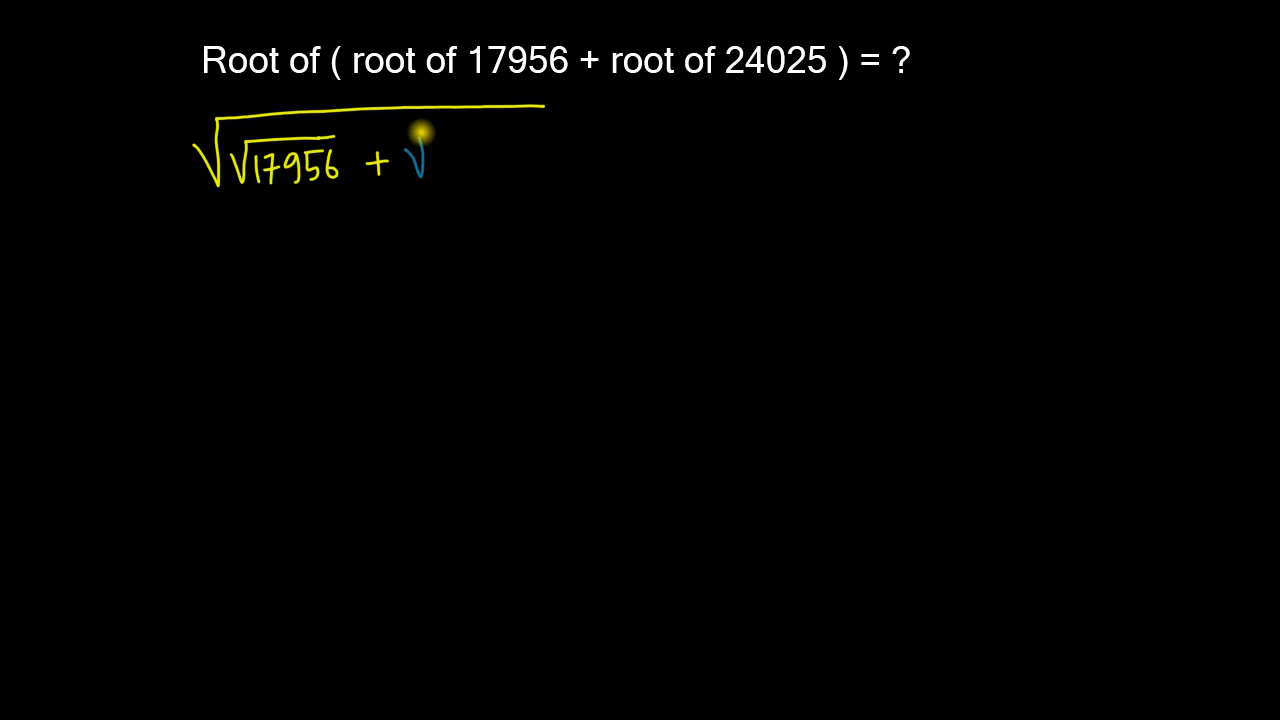 Root of ( root of 17956 + root of 24025 ) = ?
√√17956 + √